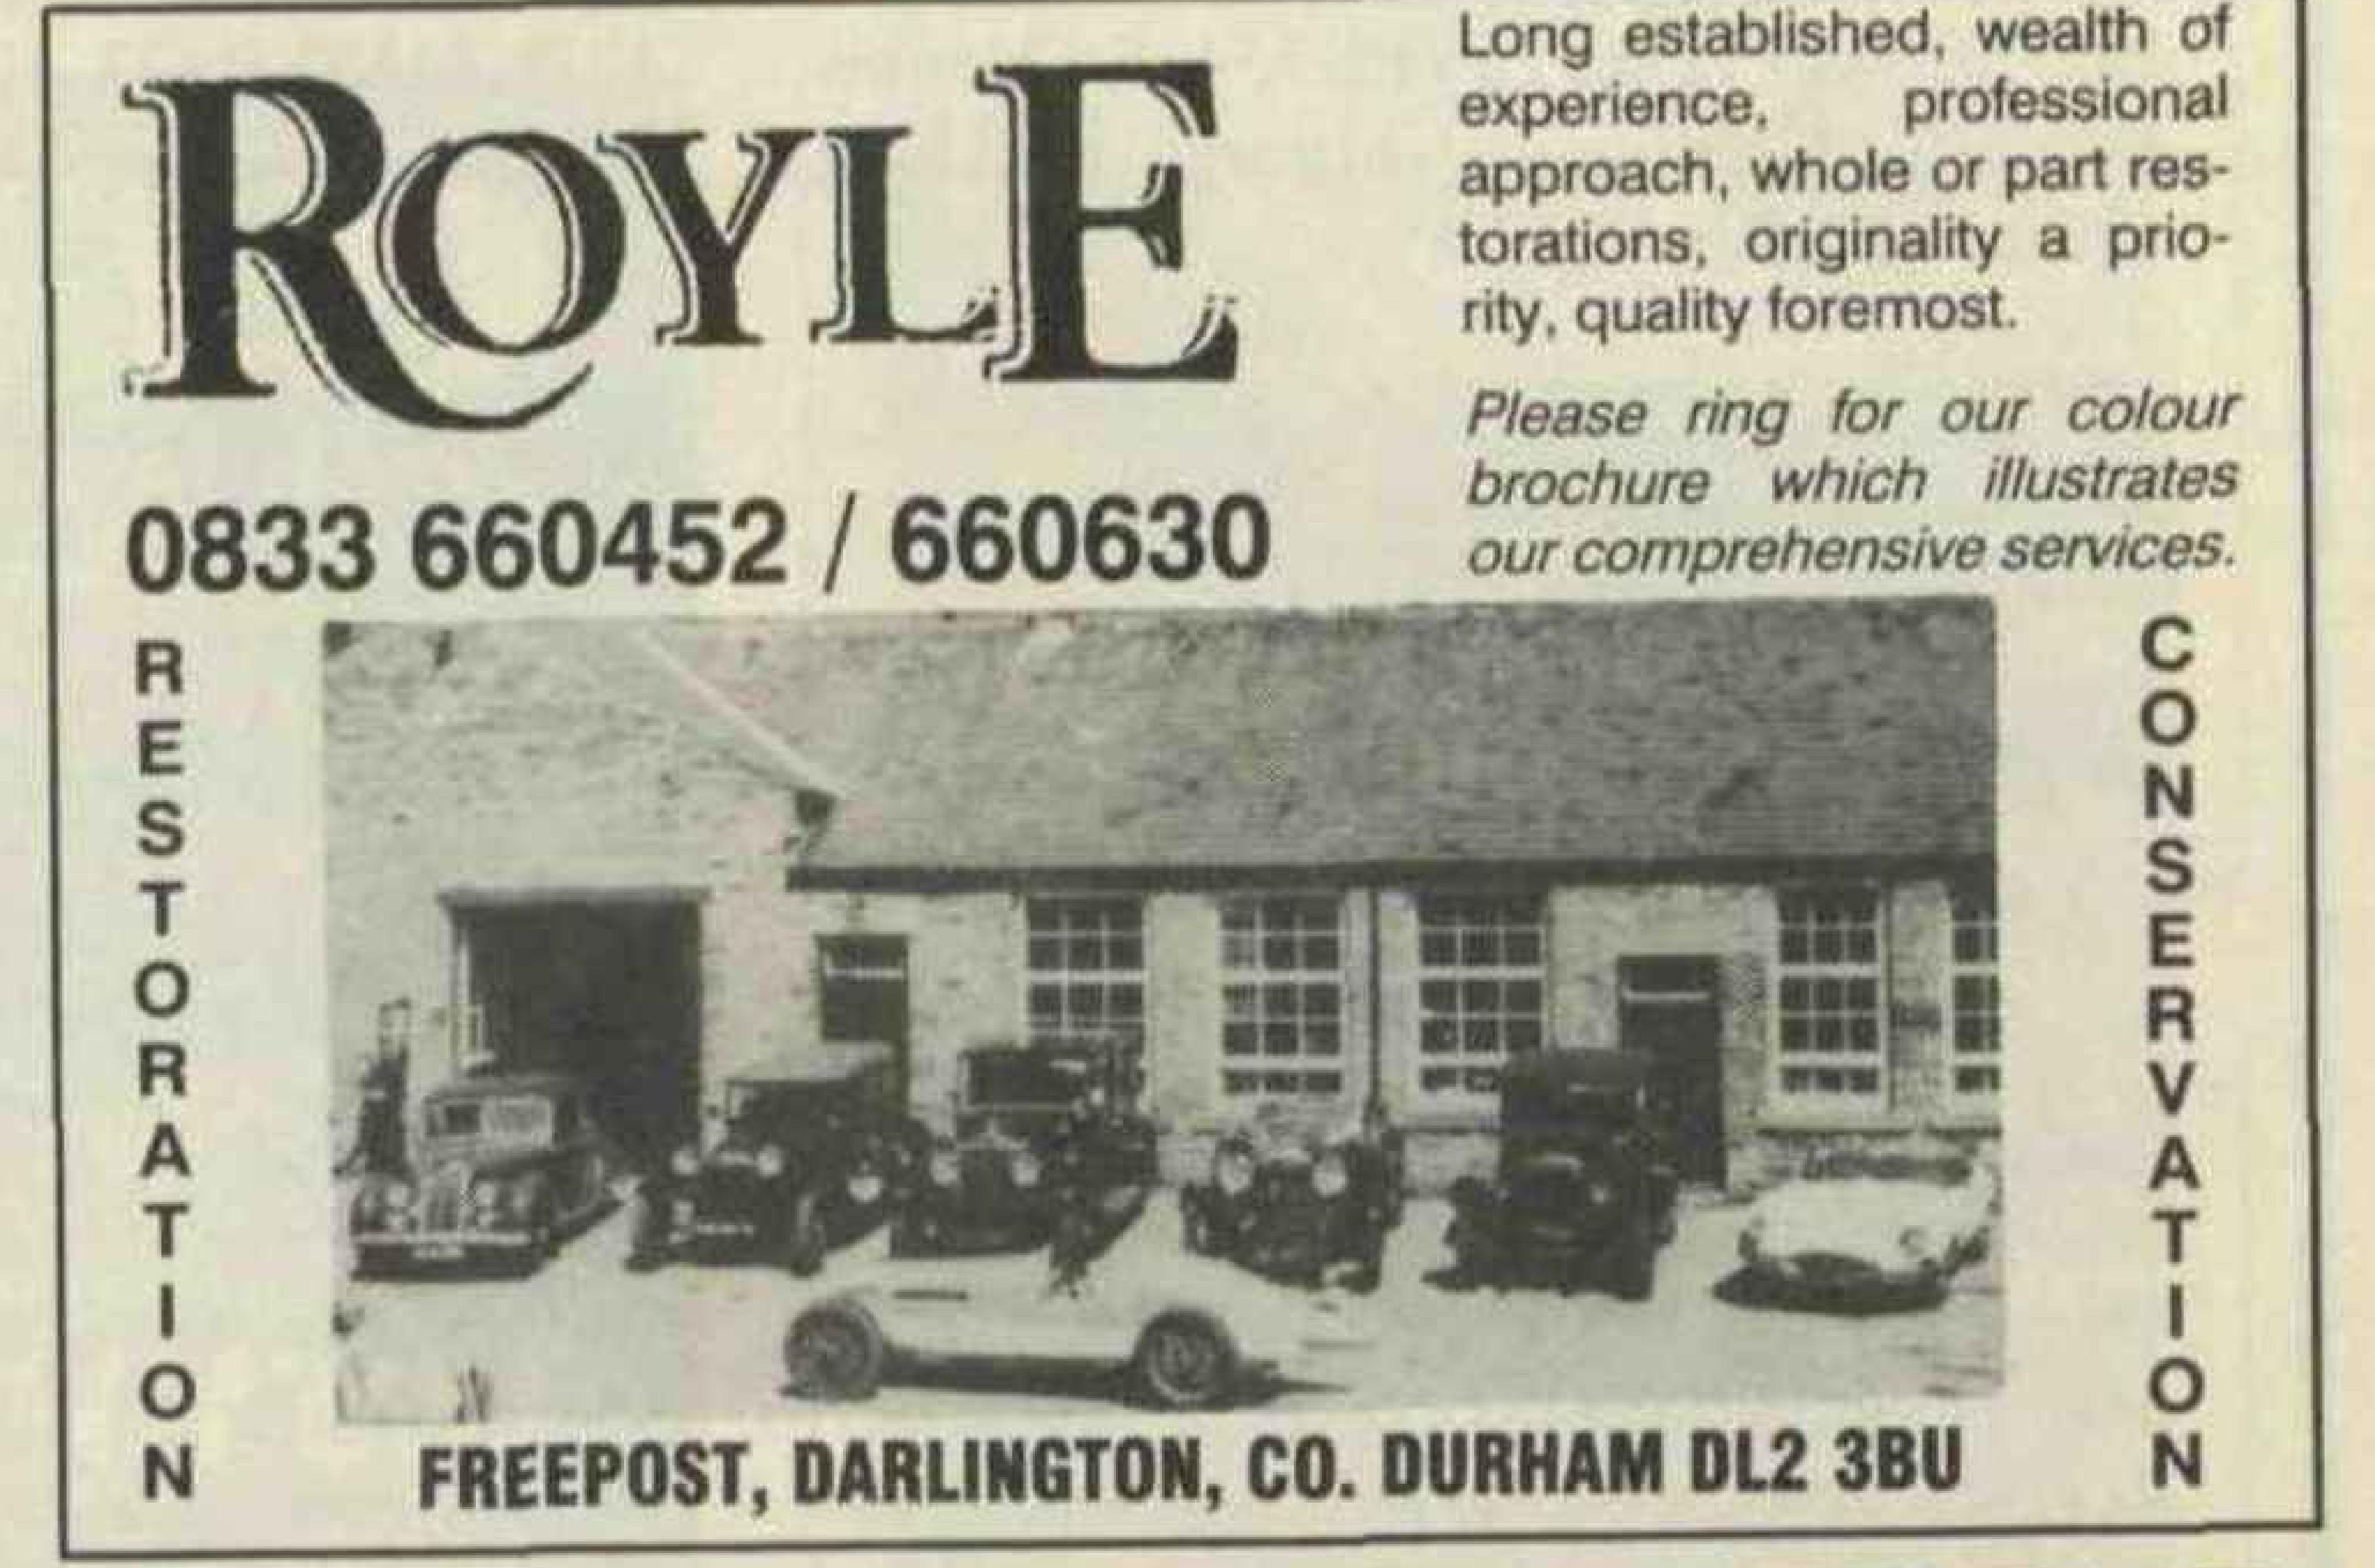 ROYLE
Long established, wealth of
experience, professional
approach, whole or part res-
torations, originality a prio-
rity, quality foremost.
Please ring for our colour
brochure which illustrates
our comprehensive services.
0833 660452 / 660630
RESTORATION
CONSERVATION
FREEPOST, DARLINGTON, CO. DURHAM DL2 3BU